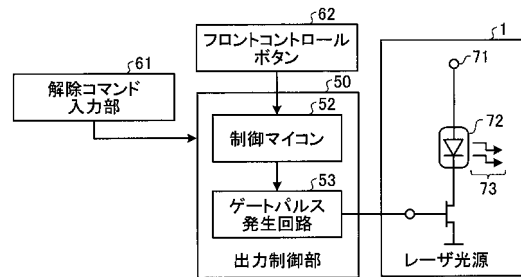 62
フロントコントロール
ボタン
61
解除コマンド
入力部
50
52
制御マイコン
53
ゲートパルス
発生回路
出力制御部
1
71
72
73
レーザ光源